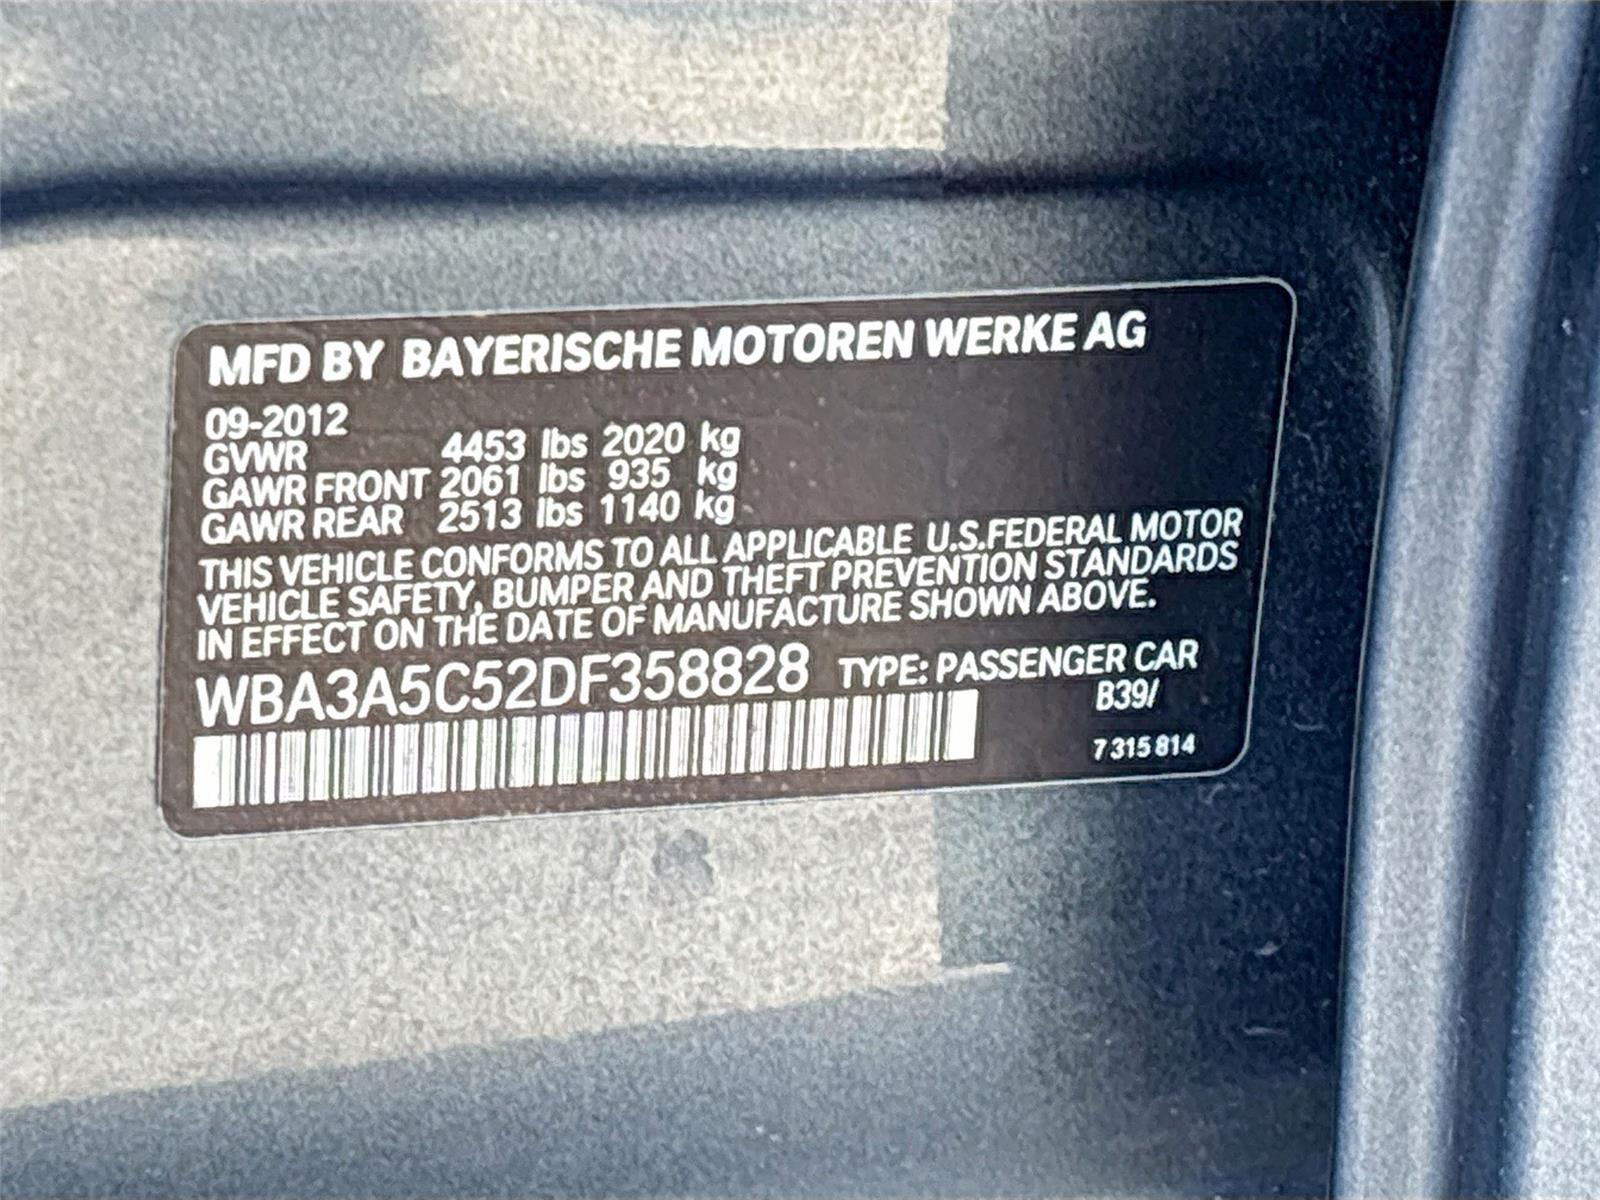 MFD BY BAYERISCHE MOTOREN WERKE AG
09-2012
GVWR 4453 lbs 2020 kg
GAWR FRONT 2061 lbs 935 kg
GAWR REAR 2513 lbs 1140 kg
THIS VEHICLE CONFORMS TO ALL APPLICABLE U.S.FEDERAL MOTOR
VEHICLE SAFETY, BUMPER AND THEFT PREVENTION STANDARDS
IN EFFECT ON THE DATE OF MANUFACTURE SHOWN ABOVE.
WBA3A5C52DF358828 TYPE: PASSENGER CAR
B39/
7 315 814